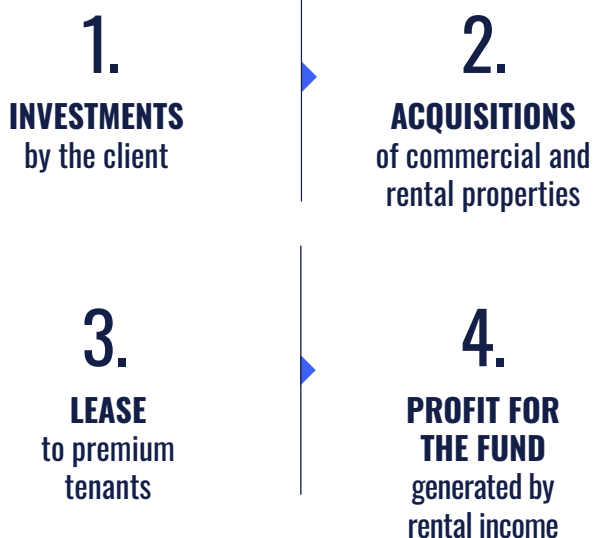 1.
INVESTMENTS
by the client
2.
ACQUISITIONS
of commercial and
rental properties
3.
LEASE
to premium
tenants
4.
PROFIT FOR
THE FUND
generated by
rental income